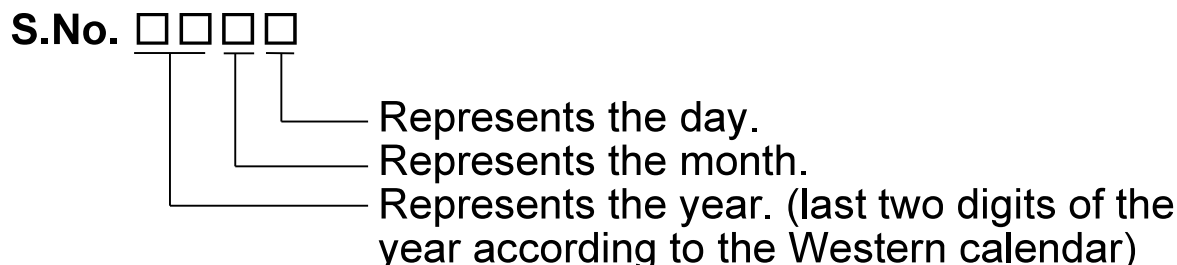 S.No. □□□□
Represents the day.
Represents the month.
Represents the year. (last two digits of the
year according to the Western calendar)